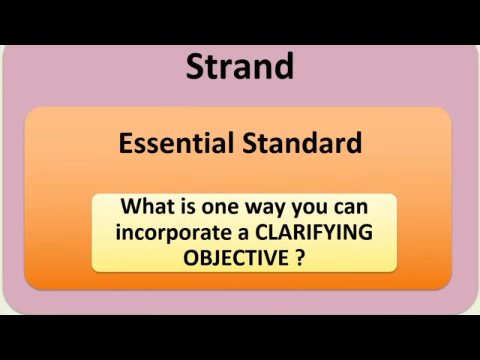 Strand
Essential Standard
What is one way you can
incorporate a CLARIFYING
OBJECTIVE ?